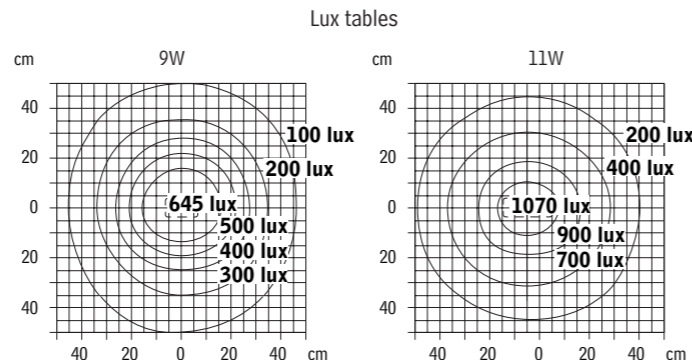 Lux tables
cm 9W
40
20
0
20
40
100 lux
200 lux
645 lux
500 lux
400 lux
300 lux
40 20 0 20 40 cm
cm 11W
40
20
0
20
40
200 lux
400 lux
1070 lux
900 lux
700 lux
40 20 0 20 40 cm